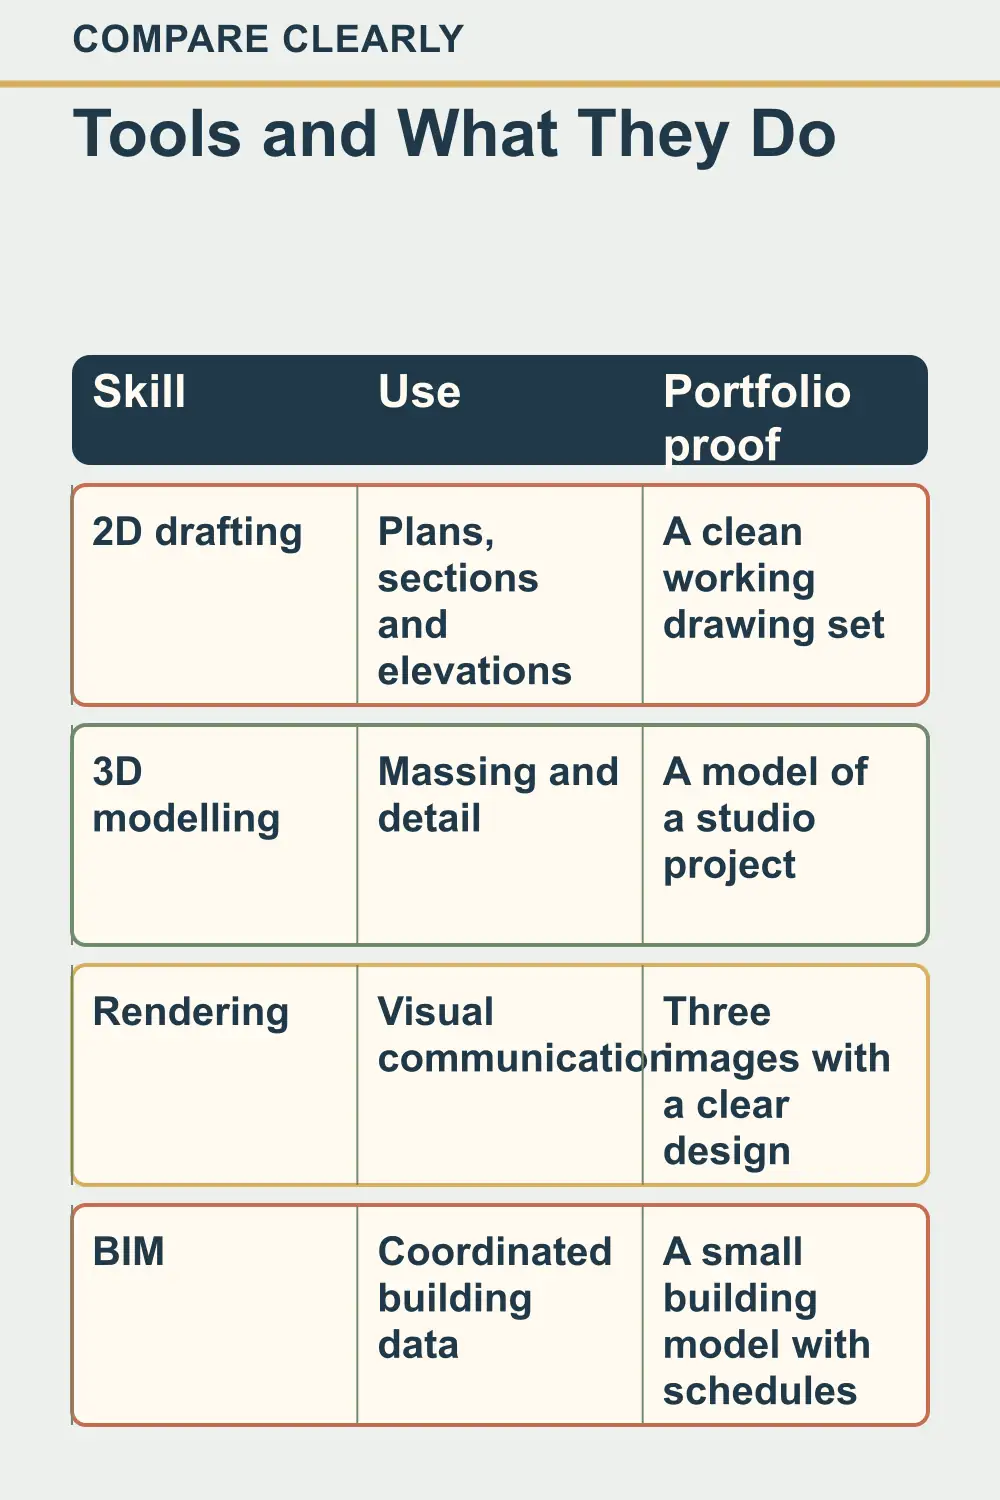 COMPARE CLEARLY
Tools and What They Do
Skill
Use
Portfolio
proof
2D drafting
Plans,
sections
and
elevations
A clean
working
drawing set
3D
modelling
Massing and
detail
A model of
a studio
project
Rendering
Visual
communication
Three
images with
a clear
design
BIM
Coordinated
building
data
A small
building
model with
schedules